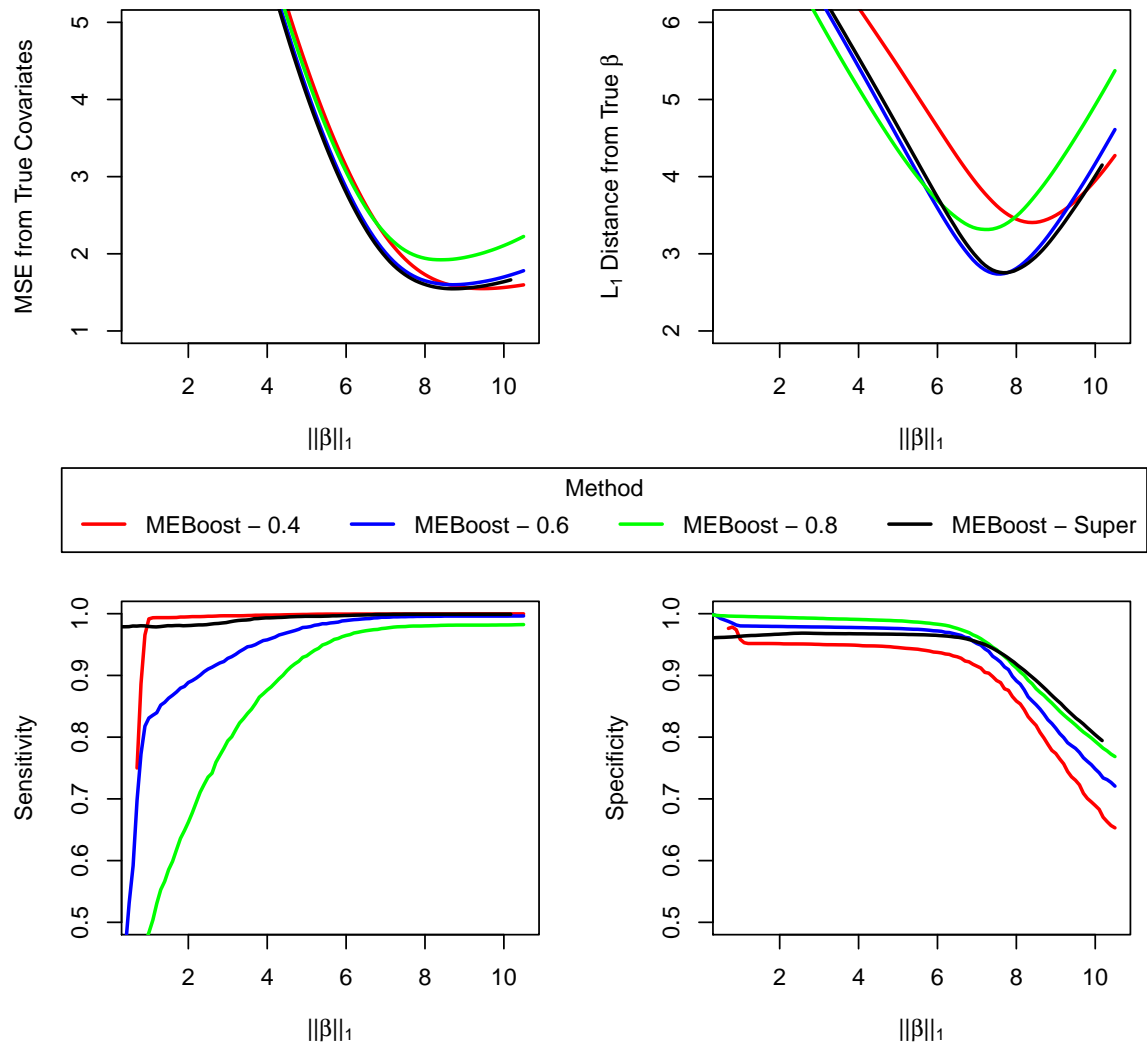 MSE from True Covariates
5
4
3
2
1
2 4 6 8 10
||β||₁
L₁ Distance from True β
6
5
4
3
2
2 4 6 8 10
||β||₁
Method
MEBoost − 0.4 MEBoost − 0.6 MEBoost − 0.8 MEBoost − Super
Sensitivity
1.0
0.9
0.8
0.7
0.6
0.5
2 4 6 8 10
||β||₁
Specificity
1.0
0.9
0.8
0.7
0.6
0.5
2 4 6 8 10
||β||₁